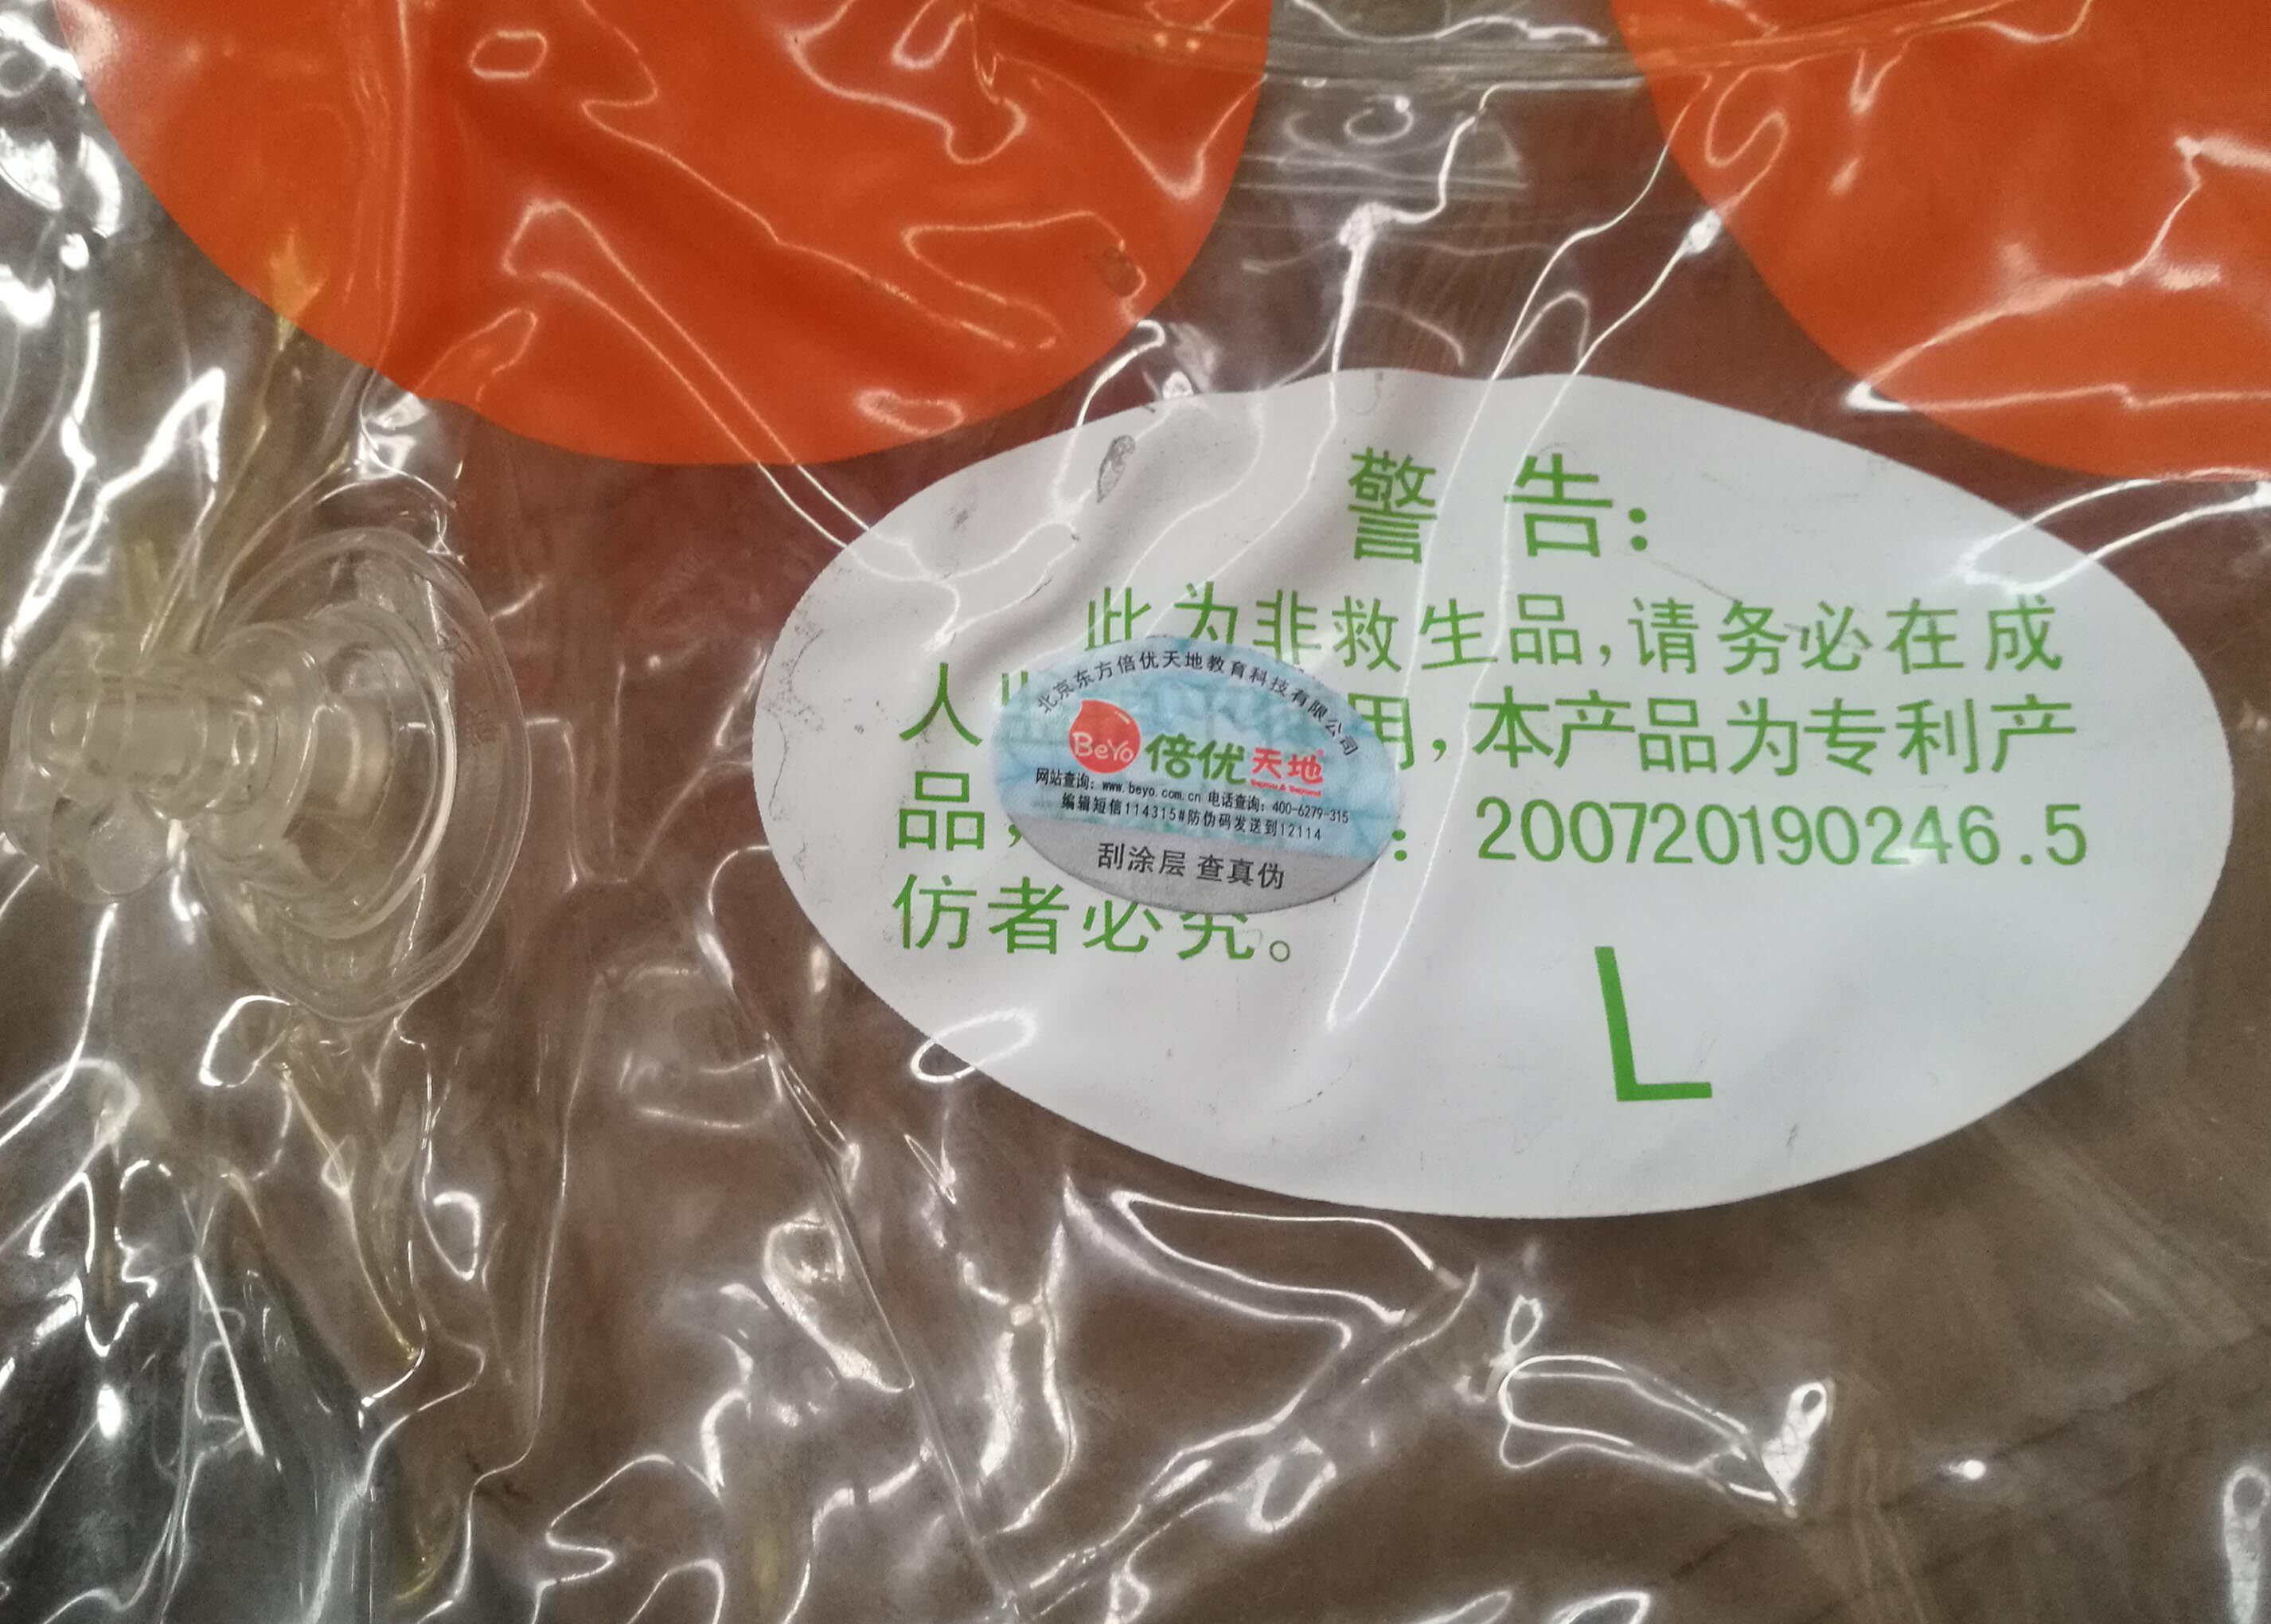 警 告:
此为非救生品,请务必在成
人 用,本产品为专利产
品, : 200720190246.5
仿者必究。
L
北京东方倍优天地教育科技有限公司
BeYo 倍优天地
网站查询: www.beyo.com.cn 电话查询: 400-6279-315
编辑短信114315#防伪码发送到12114
刮涂层 查真伪